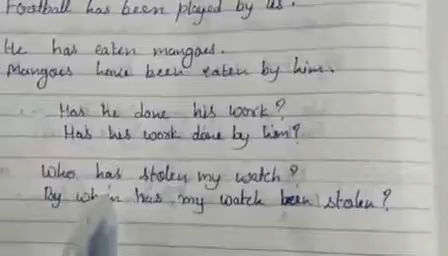 Football has been played by us.
He has eaten mangoes.
Mangoes have been eaten by him.
Has he done his work?
Has his work done by him?
Who has stolen my watch?
By whom has my watch been stolen?